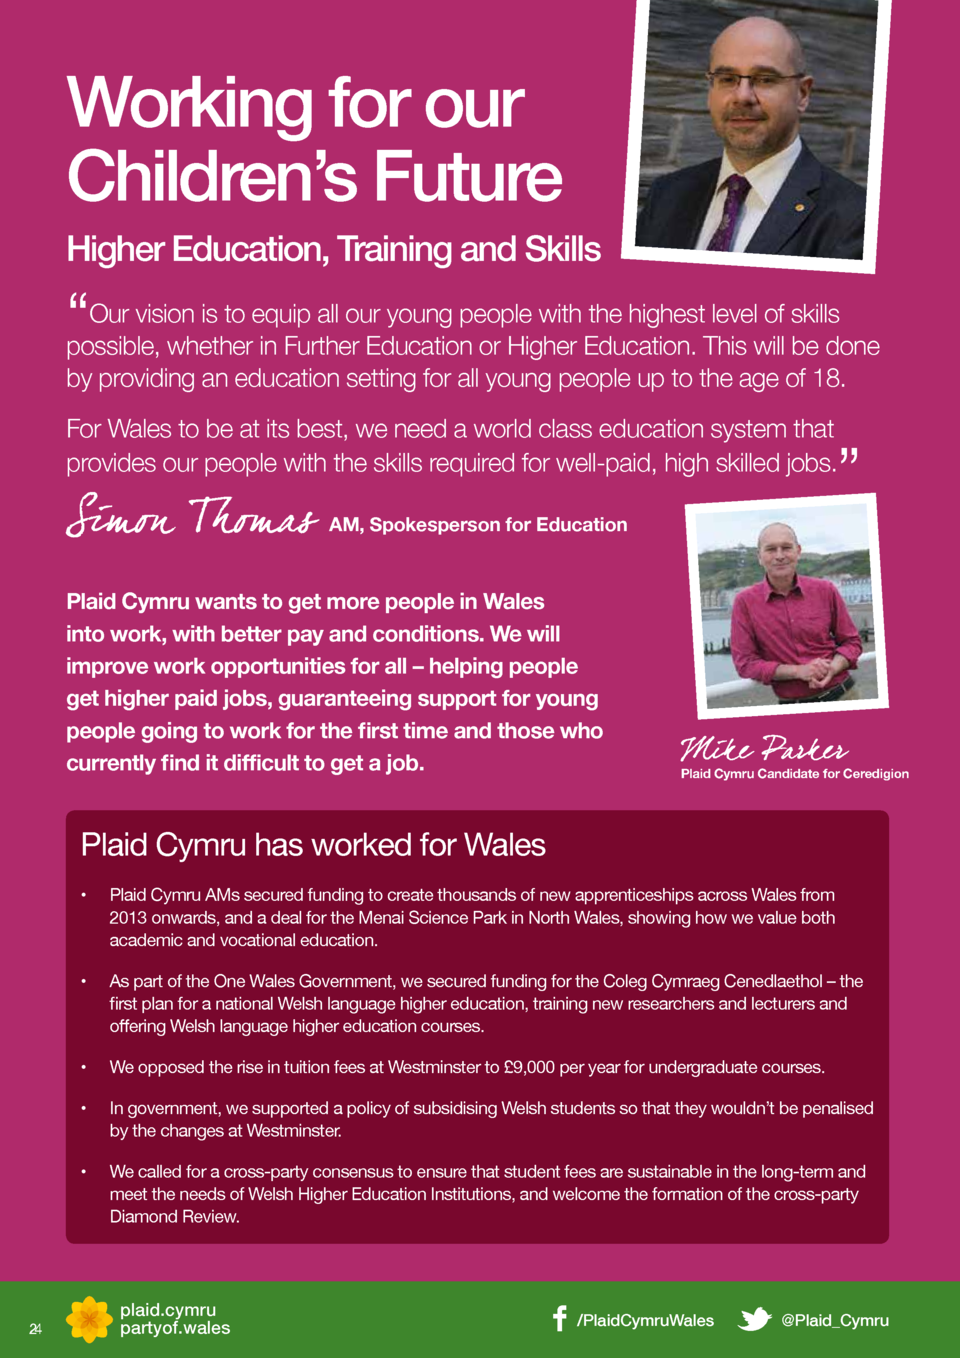 Working for our
Children’s Future
Higher Education, Training and Skills
“Our vision is to equip all our young people with the highest level of skills
possible, whether in Further Education or Higher Education. This will be done
by providing an education setting for all young people up to the age of 18.
For Wales to be at its best, we need a world class education system that
provides our people with the skills required for well-paid, high skilled jobs.”
Simon Thomas AM, Spokesperson for Education
Plaid Cymru wants to get more people in Wales
into work, with better pay and conditions. We will
improve work opportunities for all – helping people
get higher paid jobs, guaranteeing support for young
people going to work for the first time and those who
currently find it difficult to get a job.
Mike Parker
Plaid Cymru Candidate for Ceredigion
Plaid Cymru has worked for Wales
• Plaid Cymru AMs secured funding to create thousands of new apprenticeships across Wales from
2013 onwards, and a deal for the Menai Science Park in North Wales, showing how we value both
academic and vocational education.
• As part of the One Wales Government, we secured funding for the Coleg Cymraeg Cenedlaethol – the
first plan for a national Welsh language higher education, training new researchers and lecturers and
offering Welsh language higher education courses.
• We opposed the rise in tuition fees at Westminster to £9,000 per year for undergraduate courses.
• In government, we supported a policy of subsidising Welsh students so that they wouldn’t be penalised
by the changes at Westminster.
• We called for a cross-party consensus to ensure that student fees are sustainable in the long-term and
meet the needs of Welsh Higher Education Institutions, and welcome the formation of the cross-party
Diamond Review.
24
plaid.cymru
partyof.wales
/PlaidCymruWales
@Plaid_Cymru